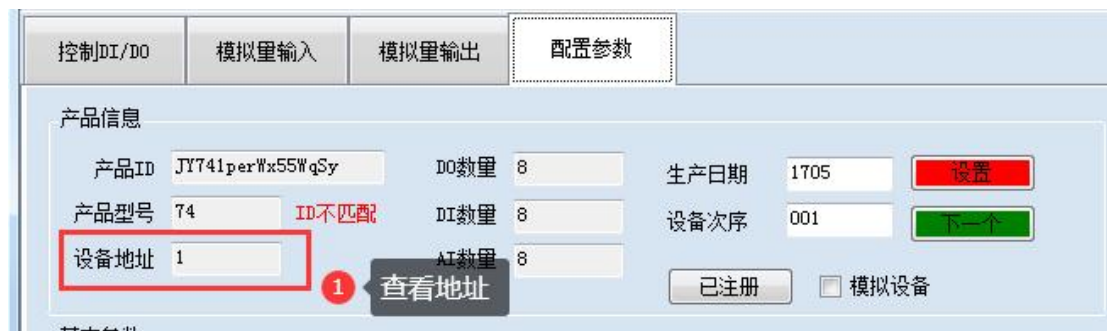 控制DI/DO 模拟量输入 模拟量输出 配置参数
产品信息
产品ID JY741perWx55WqSy DO数量 8 生产日期 1705 设置
产品型号 74 ID不匹配 DI数量 8 设备次序 001 下一个
设备地址 1 AI数量 8
1 查看地址 已注册 模拟设备
基本参数